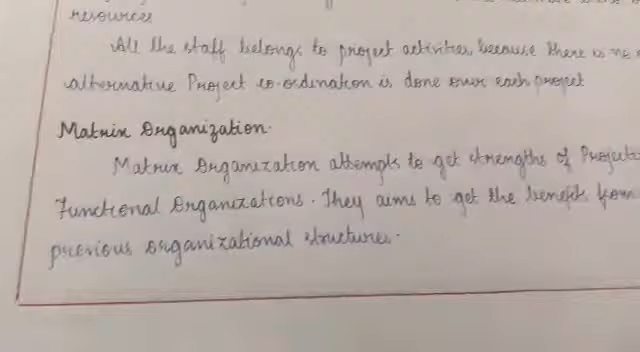 resources
All the staff belongs to project activities, because there is no
alternative Project co-ordination is done over each project
Matrix Organization.
Matrix Organization attempts to get strengths of Project
Functional Organizations. They aims to get the benefits from
previous organizational structures.